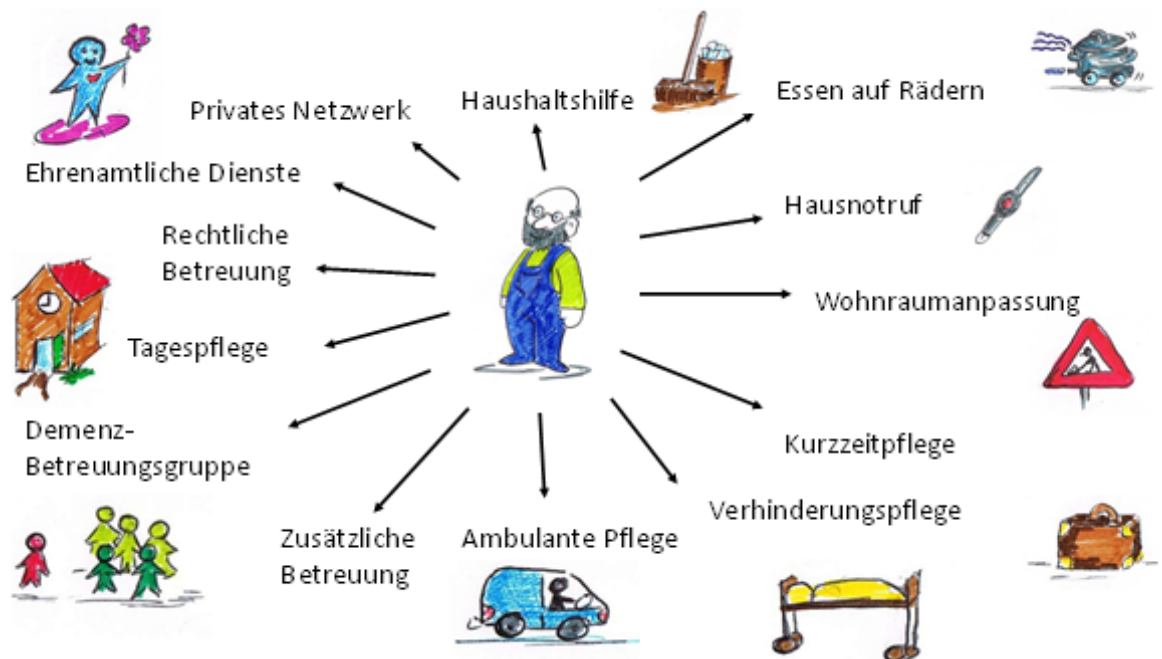 Privates Netzwerk
Haushaltshilfe
Essen auf Rädern
Ehrenamtliche Dienste
Hausnotruf
Rechtliche
Betreuung
Wohnraumanpassung
Tagespflege
Demenz-
Betreuungsgruppe
Kurzzeitpflege
Verhinderungspflege
Zusätzliche
Betreuung
Ambulante Pflege